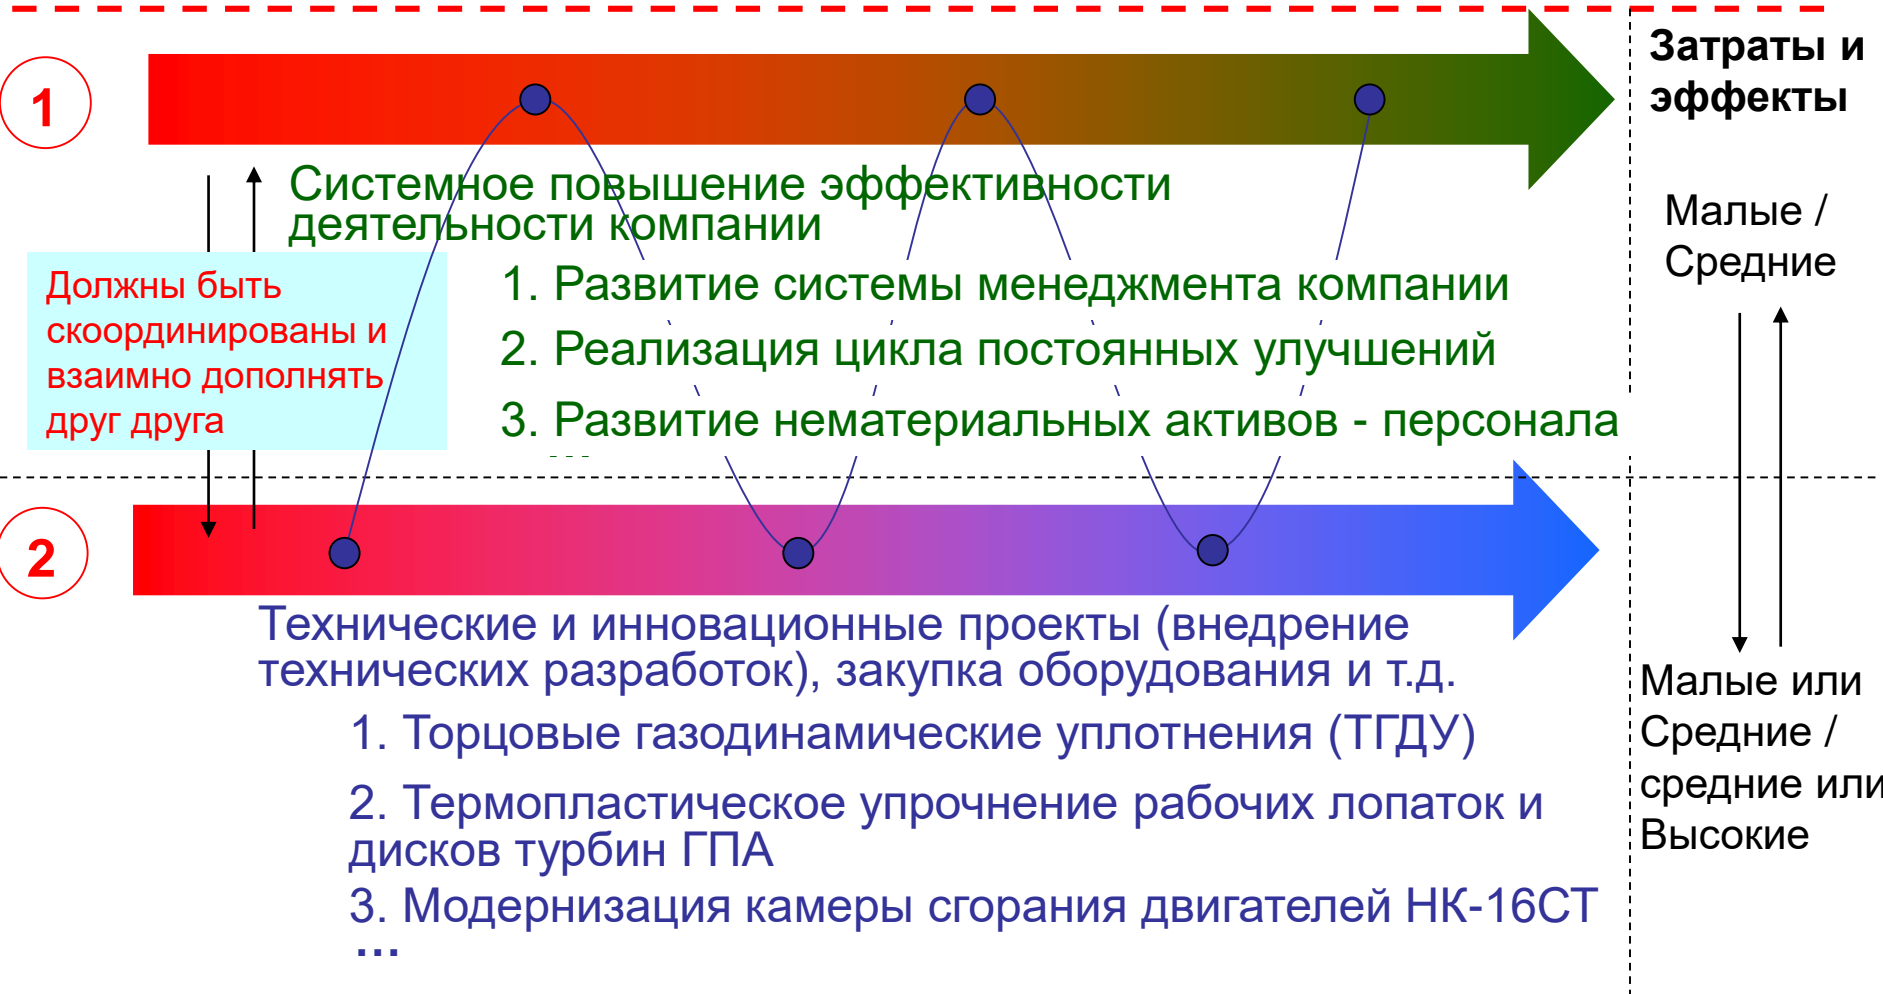 1
Затраты и
эффекты
Системное повышение эффективности
деятельности компании
Малые /
Средние
Должны быть
скоординированы и
взаимно дополнять
друг друга
1. Развитие системы менеджмента компании
2. Реализация цикла постоянных улучшений
3. Развитие нематериальных активов - персонала
...
2
Технические и инновационные проекты (внедрение
технических разработок), закупка оборудования и т.д.
1. Торцовые газодинамические уплотнения (ТГДУ)
2. Термопластическое упрочнение рабочих лопаток и
дисков турбин ГПА
3. Модернизация камеры сгорания двигателей НК-16СТ
...
Малые или
Средние /
средние или
Высокие